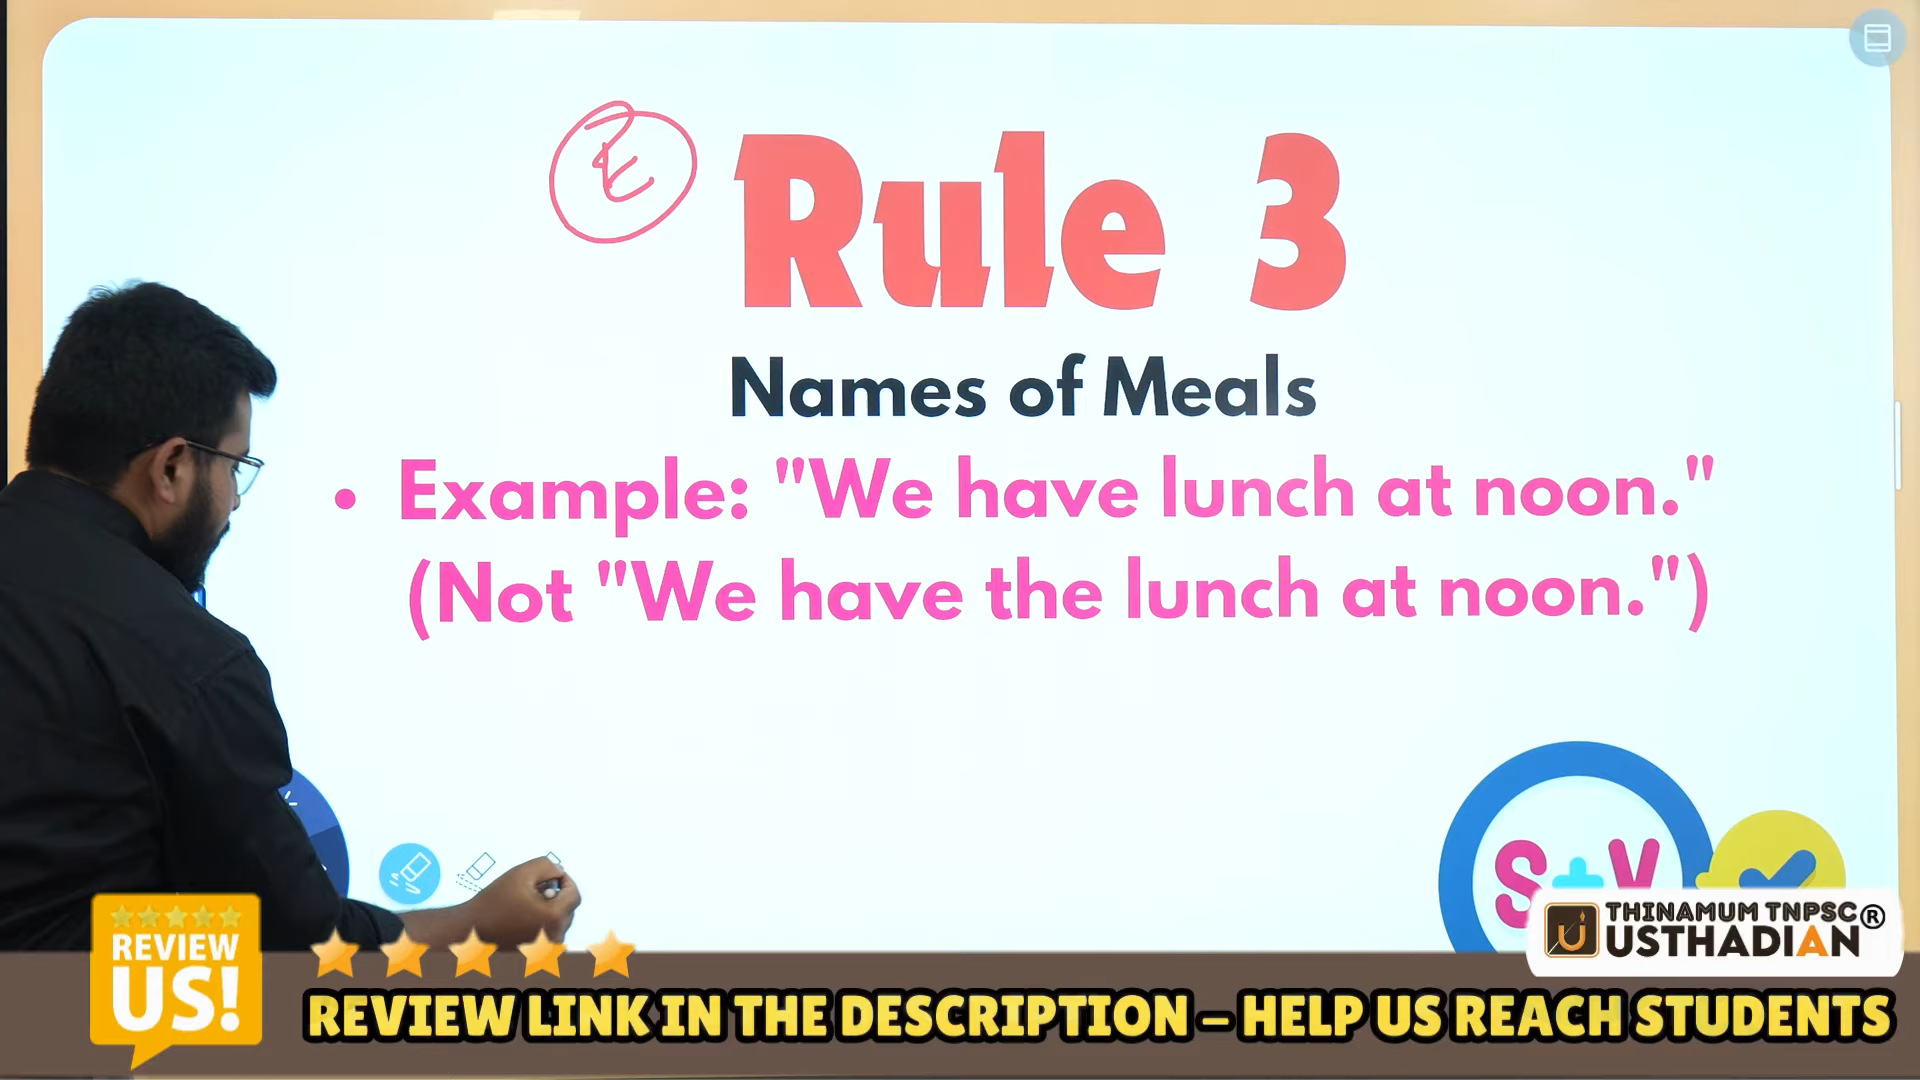 Rule 3
Names of Meals
• Example: "We have lunch at noon."
(Not "We have the lunch at noon.")
S+V
THINAMUM TNPSC®
USTHADIAN
REVIEW
US!
REVIEW LINK IN THE DESCRIPTION – HELP US REACH STUDENTS